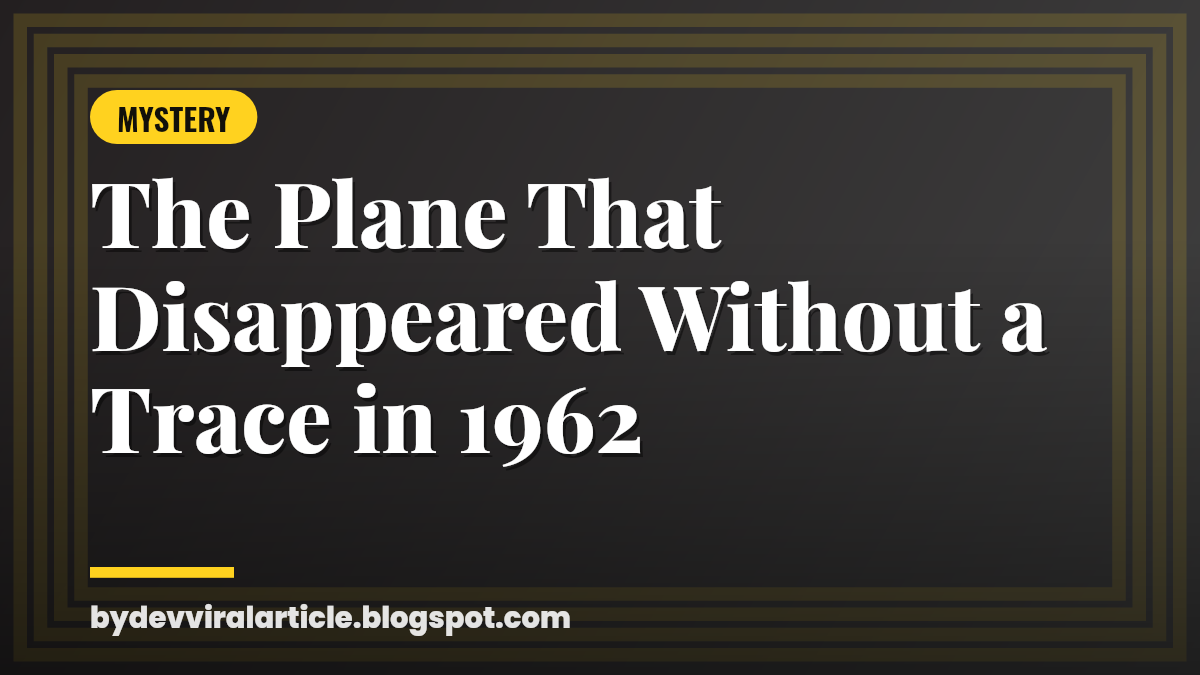 MYSTERY
The Plane That
Disappeared Without a
Trace in 1962
bydevviralarticle.blogspot.com